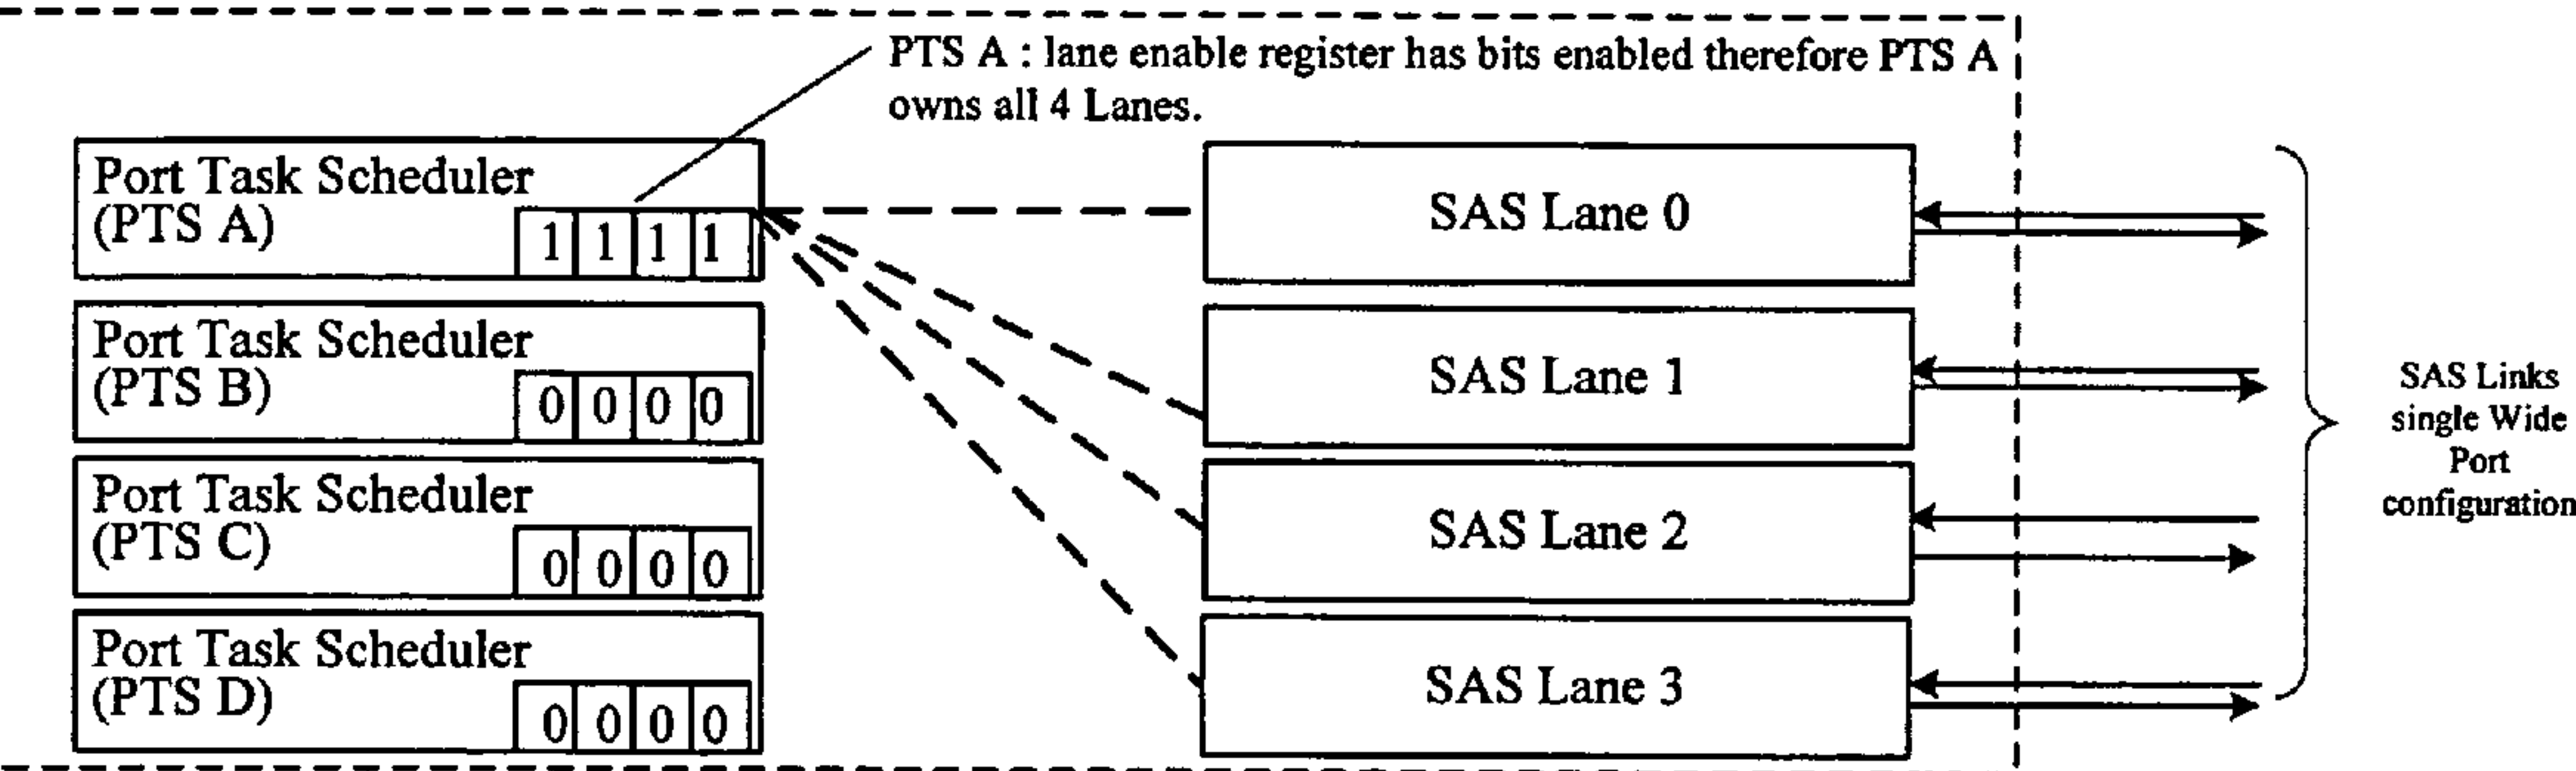 PTS A : lane enable register has bits enabled therefore PTS A
owns all 4 Lanes.
Port Task Scheduler
(PTS A)
1 1 1 1
Port Task Scheduler
(PTS B)
0 0 0 0
Port Task Scheduler
(PTS C)
0 0 0 0
Port Task Scheduler
(PTS D)
0 0 0 0
SAS Lane 0
SAS Lane 1
SAS Lane 2
SAS Lane 3
SAS Links
single Wide
Port
configuration